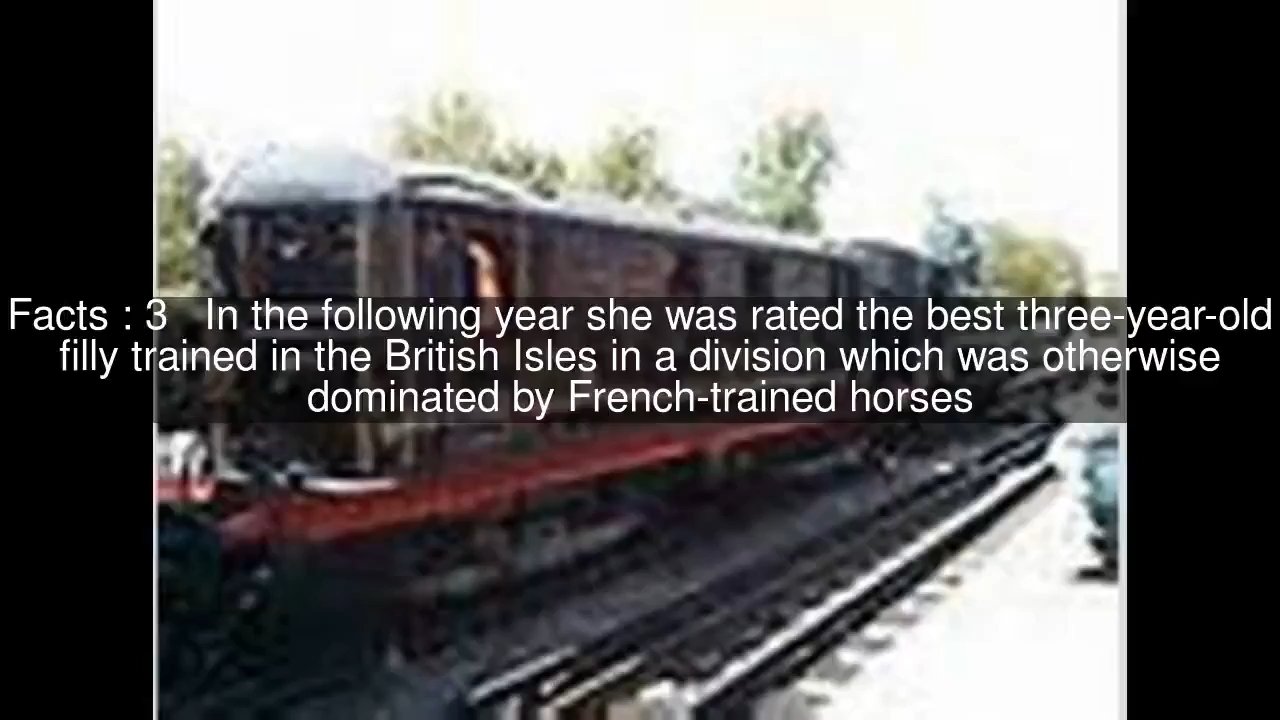 Facts : 3   In the following year she was rated the best three-year-old
filly trained in the British Isles in a division which was otherwise
dominated by French-trained horses